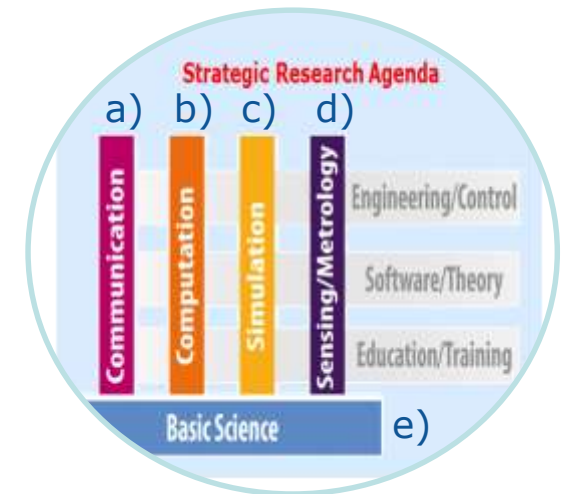 Strategic Research Agenda
a) b) c) d)
Communication
Computation
Simulation
Sensing/Metrology
Engineering/Control
Software/Theory
Education/Training
Basic Science
e)